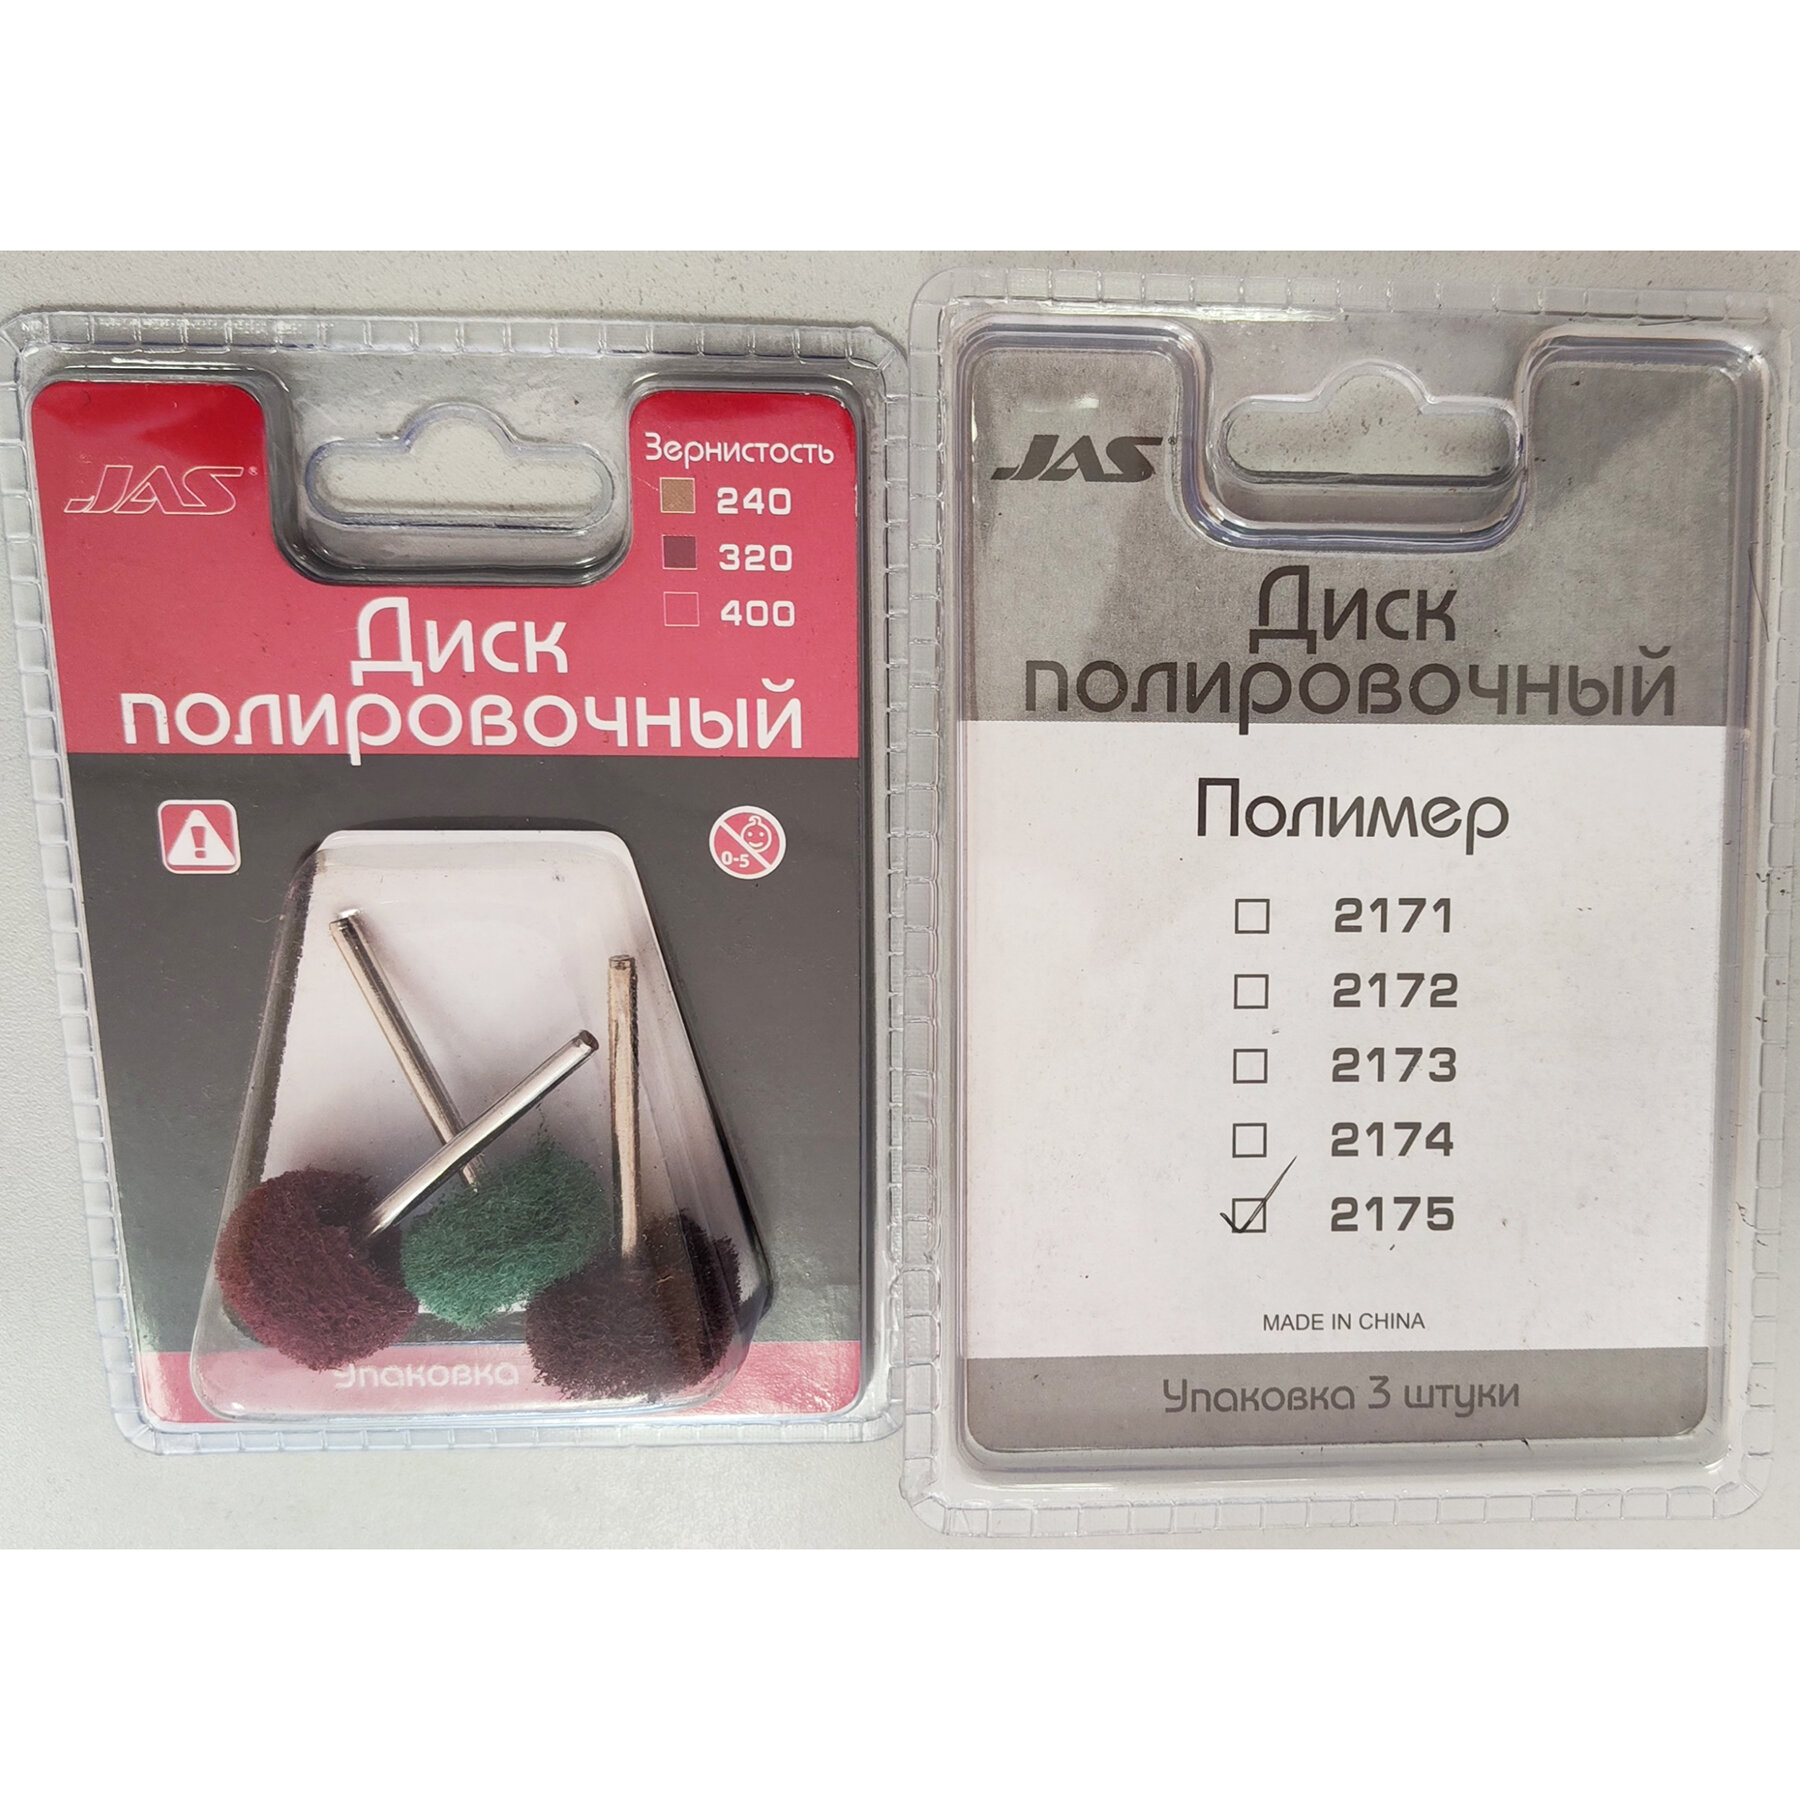 JAS®
Зернистость
240
320
400
Диск
полировочный
0-5
Упаковка
JAS®
Диск
полировочный
Полимер
2171
2172
2173
2174
2175
MADE IN CHINA
Упаковка 3 штуки